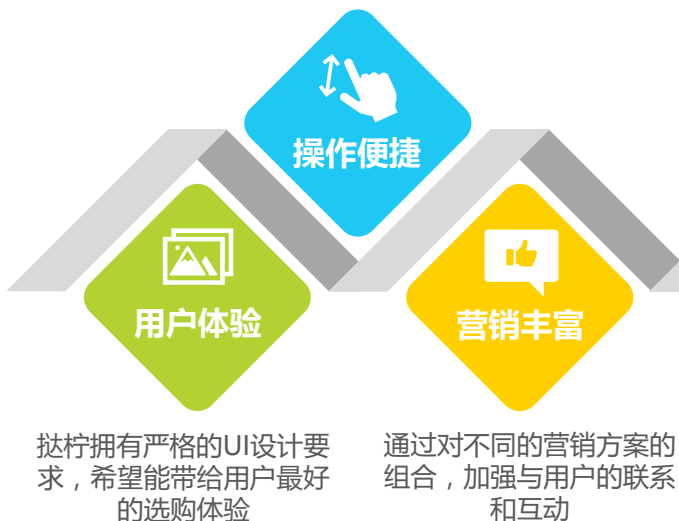 操作便捷
用户体验
营销丰富
挞柠拥有严格的UI设计要
求，希望能带给用户最好
的选购体验
通过对不同的营销方案的
组合，加强与用户的联系
和互动